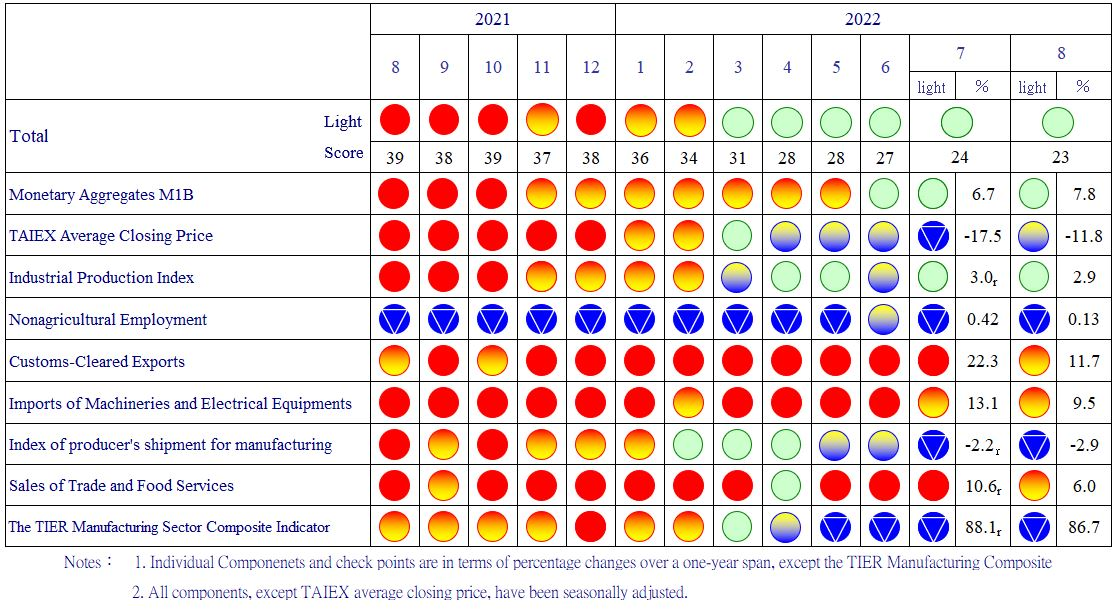 2021 2022
8 9 10 11 12 1 2 3 4 5 6 7 8
light % light %
Total Light
Score 39 38 39 37 38 36 34 31 28 28 27 24 23
Monetary Aggregates M1B 6.7 7.8
TAIEX Average Closing Price -17.5 -11.8
Industrial Production Index 3.0r 2.9
Nonagricultural Employment 0.42 0.13
Customs-Cleared Exports 22.3 11.7
Imports of Machineries and Electrical Equipments 13.1 9.5
Index of producer's shipment for manufacturing -2.2r -2.9
Sales of Trade and Food Services 10.6r 6.0
The TIER Manufacturing Sector Composite Indicator 88.1r 86.7
Notes： 1. Individual Componenets and check points are in terms of percentage changes over a one-year span, except the TIER Manufacturing Composite
2. All components, except TAIEX average closing price, have been seasonally adjusted.